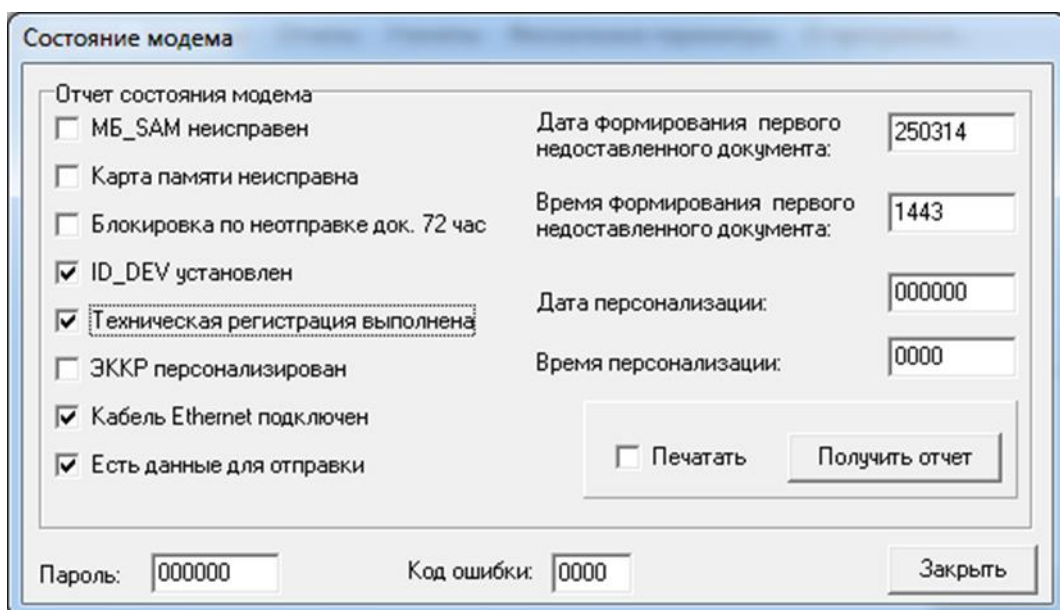 Состояние модема
Отчет состояния модема
МБ_SAM неисправен
Карта памяти неисправна
Блокировка по неотправке док. 72 час
ID_DEV установлен
Техническая регистрация выполнена
ЭККР персонализирован
Кабель Ethernet подключен
Есть данные для отправки
Дата формирования первого
недоставленного документа:
250314
Время формирования первого
недоставленного документа:
1443
Дата персонализации:
000000
Время персонализации:
0000
Печатать
Получить отчет
Пароль:
000000
Код ошибки:
0000
Закрыть